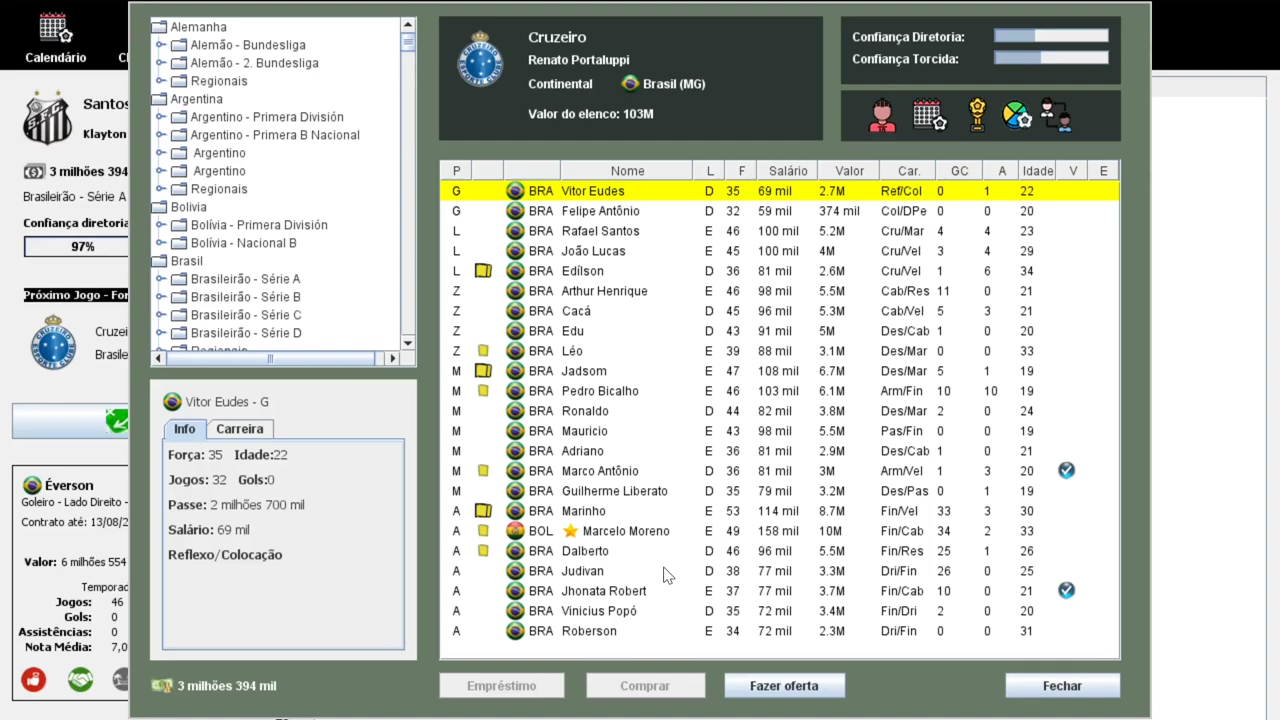 Calendário
Santos
Klayton
3 milhões 394
Brasileirão - Série A
Confiança diretoria
97%
Próximo Jogo - For
Cruzei
Brasile
Éverson
Goleiro - Lado Direito -
Contrato até: 13/08/2
Valor: 6 milhões 554
Temporad
Jogos: 46
Gols: 0
Assistências: 0
Nota Média: 7,0
Alemanha
Alemão - Bundesliga
Alemão - 2. Bundesliga
Regionais
Argentina
Argentino - Primera División
Argentino - Primera B Nacional
Argentino
Argentino
Regionais
Bolivia
Bolívia - Primera División
Bolívia - Nacional B
Brasil
Brasileirão - Série A
Brasileirão - Série B
Brasileirão - Série C
Brasileirão - Série D
Regionais
Vitor Eudes - G
Info Carreira
Força: 35 Idade:22
Jogos: 32 Gols:0
Passe: 2 milhões 700 mil
Salário: 69 mil
Reflexo/Colocação
3 milhões 394 mil
Cruzeiro
Renato Portaluppi
Continental Brasil (MG)
Valor do elenco: 103M
Confiança Diretoria:
Confiança Torcida:
P Nome L F Salário Valor Car. GC A Idade V E
G BRA Vitor Eudes D 35 69 mil 2.7M Ref/Col 0 1 22
G BRA Felipe Antônio D 32 59 mil 374 mil Col/DPe 0 0 20
L BRA Rafael Santos E 46 100 mil 5.2M Cru/Mar 4 4 23
L BRA João Lucas E 45 100 mil 4M Cru/Vel 3 4 29
L BRA Edílson D 36 81 mil 2.6M Cru/Vel 1 6 34
Z BRA Arthur Henrique E 46 98 mil 5.5M Cab/Res 11 0 21
Z BRA Cacá D 45 96 mil 5.3M Cab/Vel 5 3 21
Z BRA Edu D 43 91 mil 5M Des/Cab 1 0 20
Z BRA Léo E 39 88 mil 3.1M Des/Mar 0 0 33
M BRA Jadsom E 47 108 mil 6.7M Des/Mar 5 1 19
M BRA Pedro Bicalho E 46 103 mil 6.1M Arm/Fin 10 10 19
M BRA Ronaldo D 44 82 mil 3.8M Des/Mar 2 0 24
M BRA Mauricio D 43 98 mil 5.5M Pas/Fin 0 0 19
M BRA Adriano E 36 81 mil 2.9M Des/Mar 1 0 21
M BRA Marco Antônio D 36 81 mil 3M Arm/Vel 1 3 20
M BRA Guilherme Liberato D 35 79 mil 3.2M Des/Pas 0 1 19
A BRA Marinho E 53 114 mil 8.7M Fin/Vel 33 3 30
A BOL Marcelo Moreno E 49 158 mil 10M Fin/Cab 34 2 33
A BRA Dalberto D 46 96 mil 5.5M Fin/Res 25 1 26
A BRA Judivan D 38 77 mil 3.3M Dri/Fin 26 0 25
A BRA Jhonata Robert E 37 77 mil 3.7M Fin/Cab 10 0 21
A BRA Vinicius Popó D 35 72 mil 3.4M Fin/Dri 2 0 20
A BRA Roberson E 34 72 mil 2.3M Dri/Fin 0 0 31
Empréstimo Comprar Fazer oferta Fechar